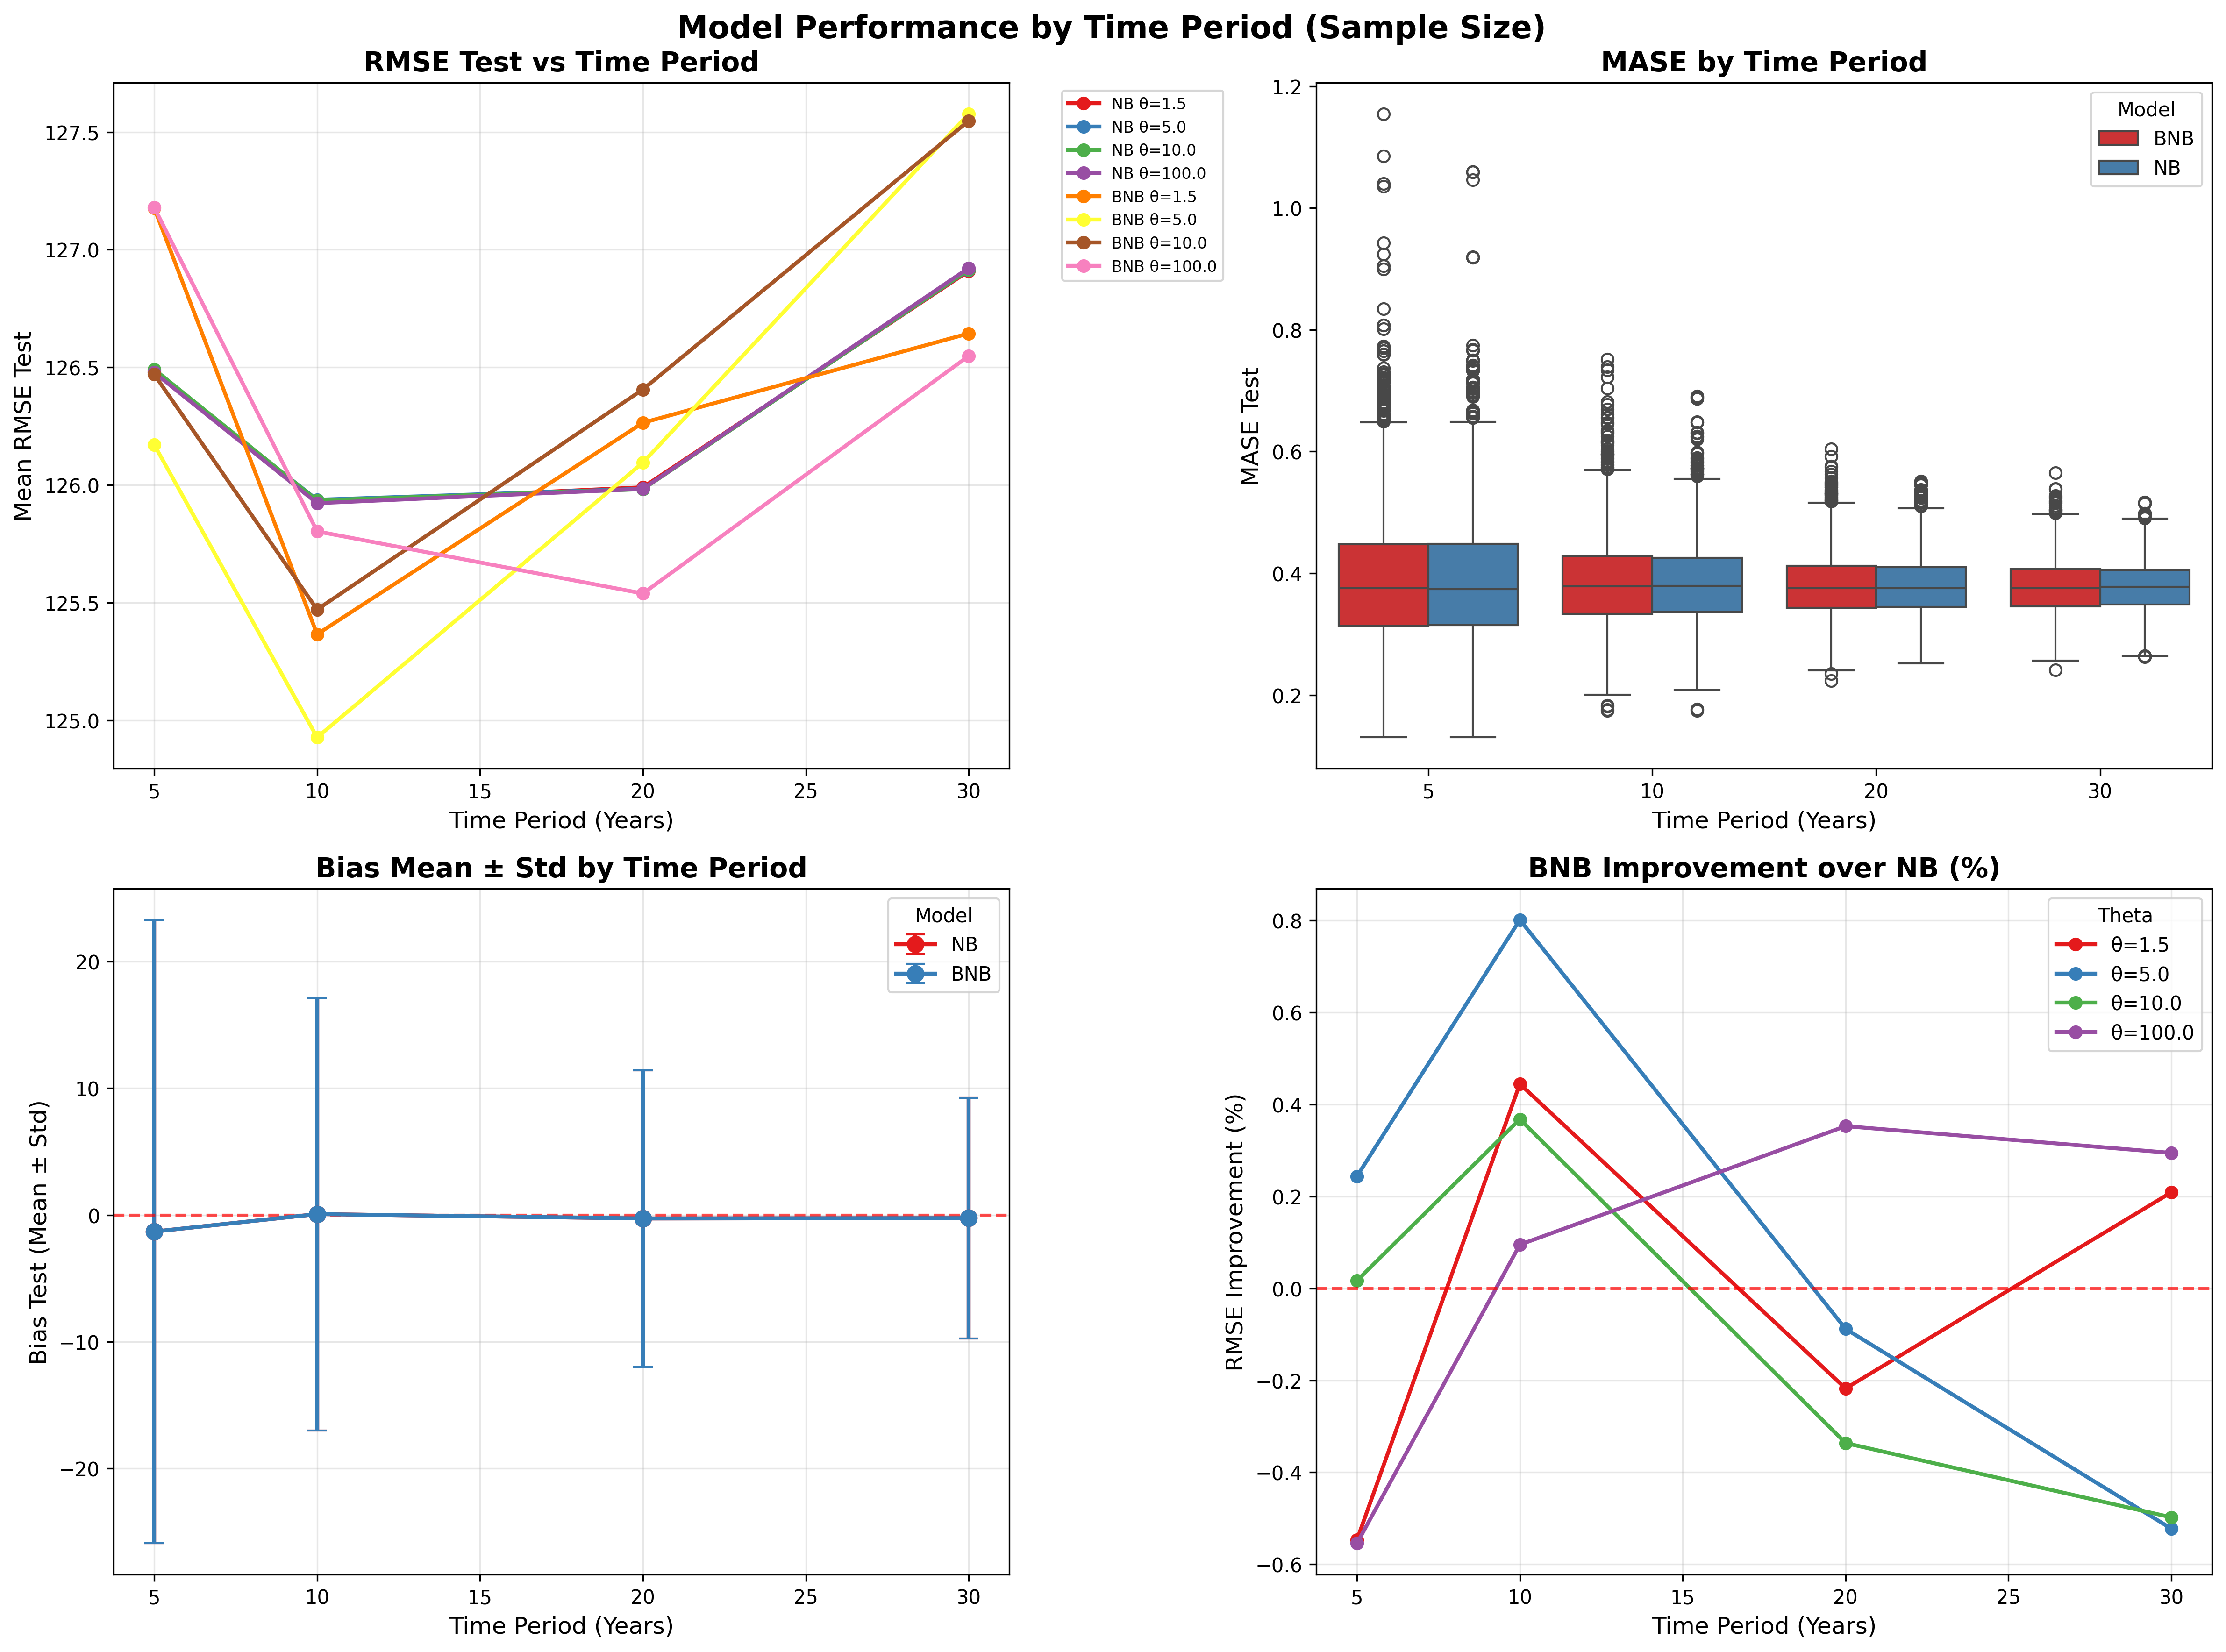 Model Performance by Time Period (Sample Size)
RMSE Test vs Time Period
127.5
127.0
126.5
126.0
125.5
125.0
Mean RMSE Test
5 10 15 20 25 30
Time Period (Years)
NB θ=1.5
NB θ=5.0
NB θ=10.0
NB θ=100.0
BNB θ=1.5
BNB θ=5.0
BNB θ=10.0
BNB θ=100.0
MASE by Time Period
1.2
1.0
0.8
0.6
0.4
0.2
MASE Test
Model
BNB
NB
5 10 20 30
Time Period (Years)
Bias Mean ± Std by Time Period
20
10
0
−10
−20
Bias Test (Mean ± Std)
Model
NB
BNB
5 10 15 20 25 30
Time Period (Years)
BNB Improvement over NB (%)
0.8
0.6
0.4
0.2
0.0
−0.2
−0.4
−0.6
RMSE Improvement (%)
Theta
θ=1.5
θ=5.0
θ=10.0
θ=100.0
5 10 15 20 25 30
Time Period (Years)